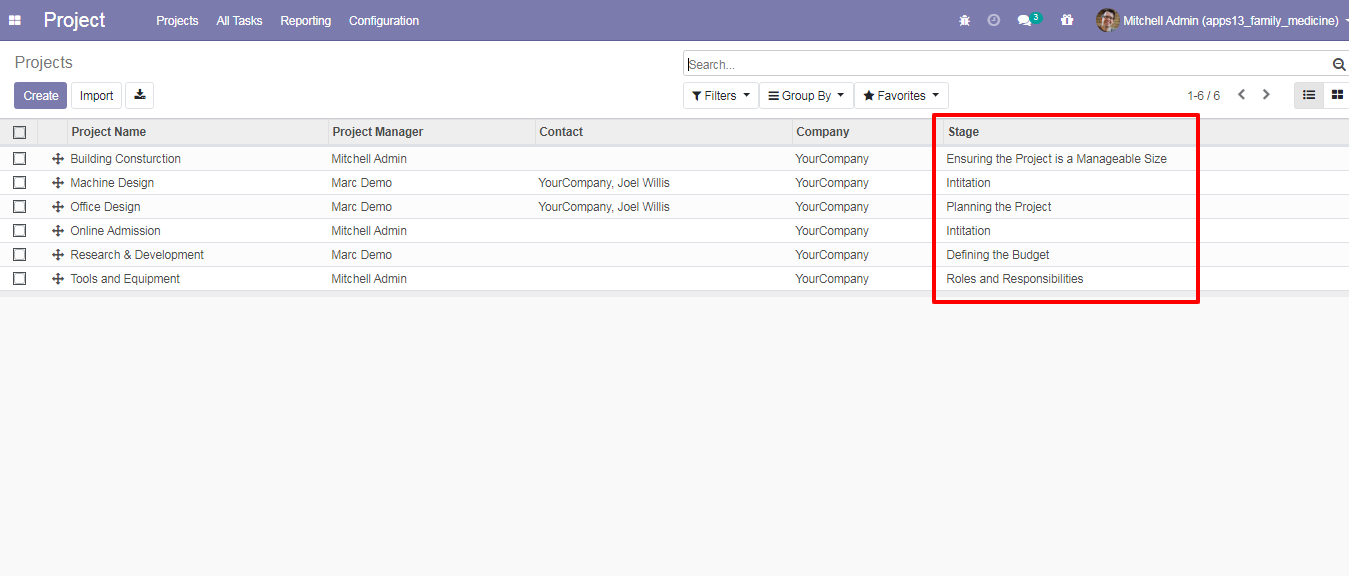 Project Projects All Tasks Reporting Configuration 3 Mitchell Admin (apps13_family_medicine)
Projects Search...
Create Import Filters Group By Favorites 1-6 / 6
Project Name Project Manager Contact Company Stage
Building Consturction Mitchell Admin YourCompany Ensuring the Project is a Manageable Size
Machine Design Marc Demo YourCompany, Joel Willis YourCompany Intitation
Office Design Marc Demo YourCompany, Joel Willis YourCompany Planning the Project
Online Admission Mitchell Admin YourCompany Intitation
Research & Development Marc Demo YourCompany Defining the Budget
Tools and Equipment Mitchell Admin YourCompany Roles and Responsibilities